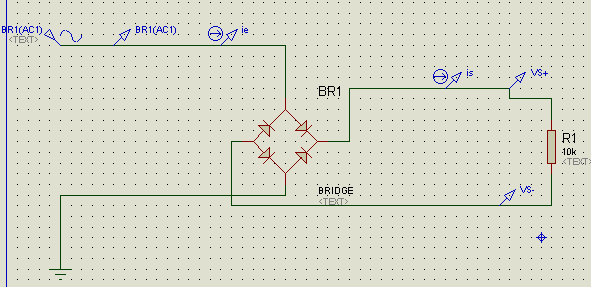 BR1(AC1)
<TEXT>
BR1(AC1)
ie
BR1
is
VS+
R1
10k
<TEXT>
BRIDGE
<TEXT>
VS-